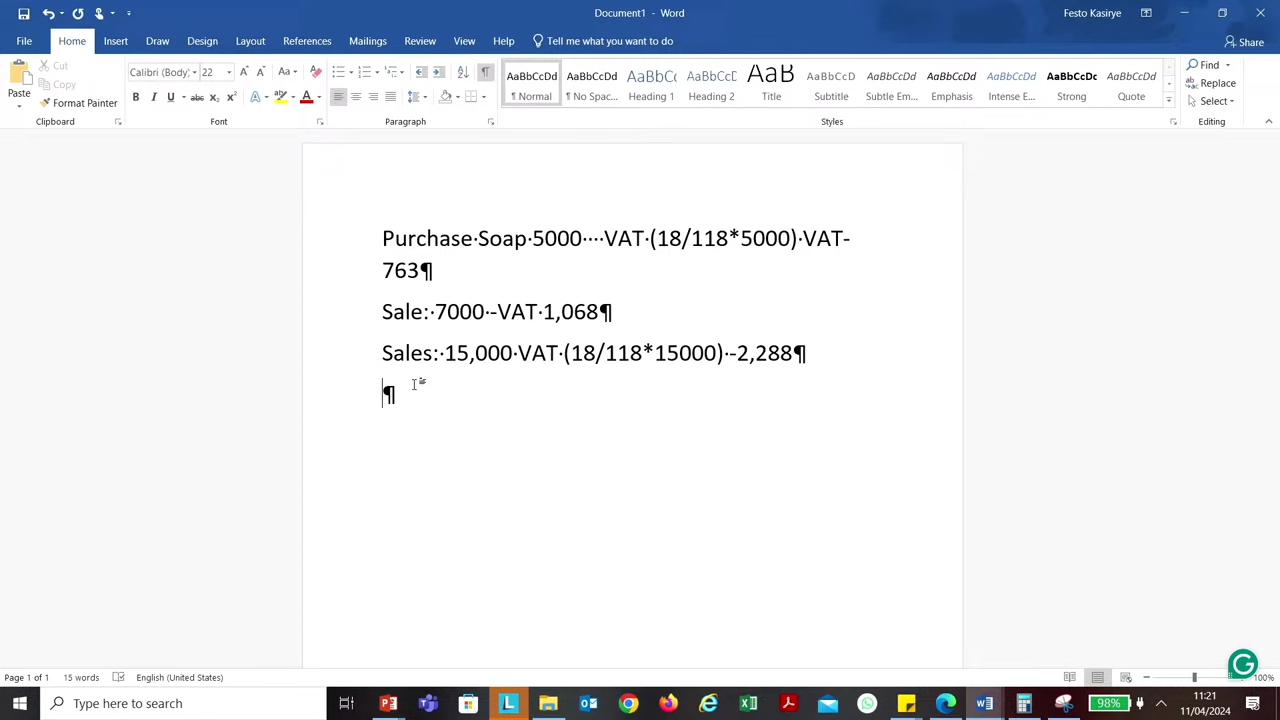 Document1 - Word
Festo Kasirye
File Home Insert Draw Design Layout References Mailings Review View Help Tell me what you want to do Share
Cut
Copy
Paste
Format Painter
Clipboard
Calibri (Body) 22
Font
Paragraph
AaBbCcDd AaBbCcDd AaBbC( AaBbCcD AaB AaBbCcD AaBbCcDd AaBbCcDd AaBbCcDd AaBbCcDc AaBbCcDd
¶ Normal ¶ No Spac... Heading 1 Heading 2 Title Subtitle Subtle Em... Emphasis Intense E... Strong Quote
Styles
Find
Replace
Select
Editing
Purchase·Soap·5000····VAT·(18/118*5000)·VAT-
763¶
Sale:·7000·-VAT·1,068¶
Sales:·15,000·VAT·(18/118*15000)·-2,288¶
¶
Page 1 of 1 15 words English (United States) 100%
Type here to search
98%
11:21
11/04/2024